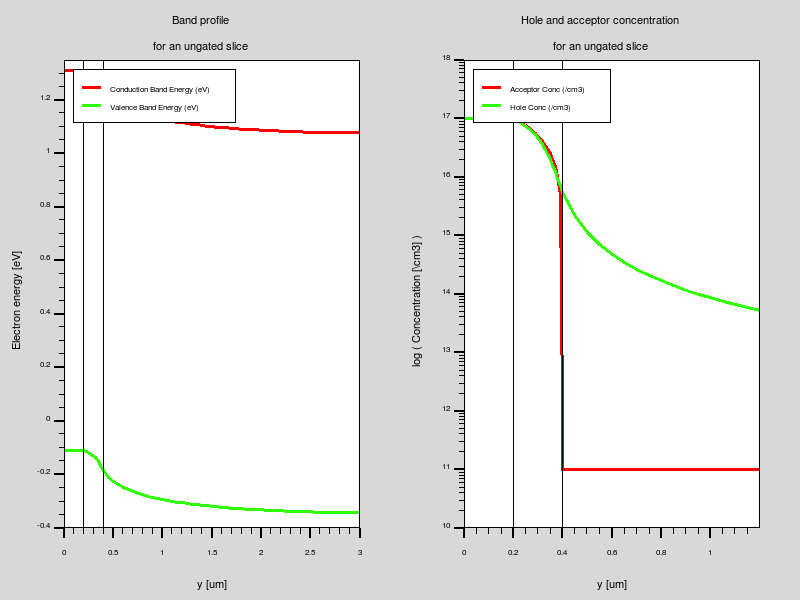 Band profile
for an ungated slice
Conduction Band Energy (eV)
Valence Band Energy (eV)
1.2
1
0.8
0.6
0.4
0.2
0
-0.2
-0.4
0
0.5
1
1.5
2
2.5
3
Electron energy [eV]
y [um]
Hole and acceptor concentration
for an ungated slice
Acceptor Conc (/cm3)
Hole Conc (/cm3)
18
17
16
15
14
13
12
11
10
0
0.2
0.4
0.6
0.8
1
log ( Concentration [\cm3] )
y [um]